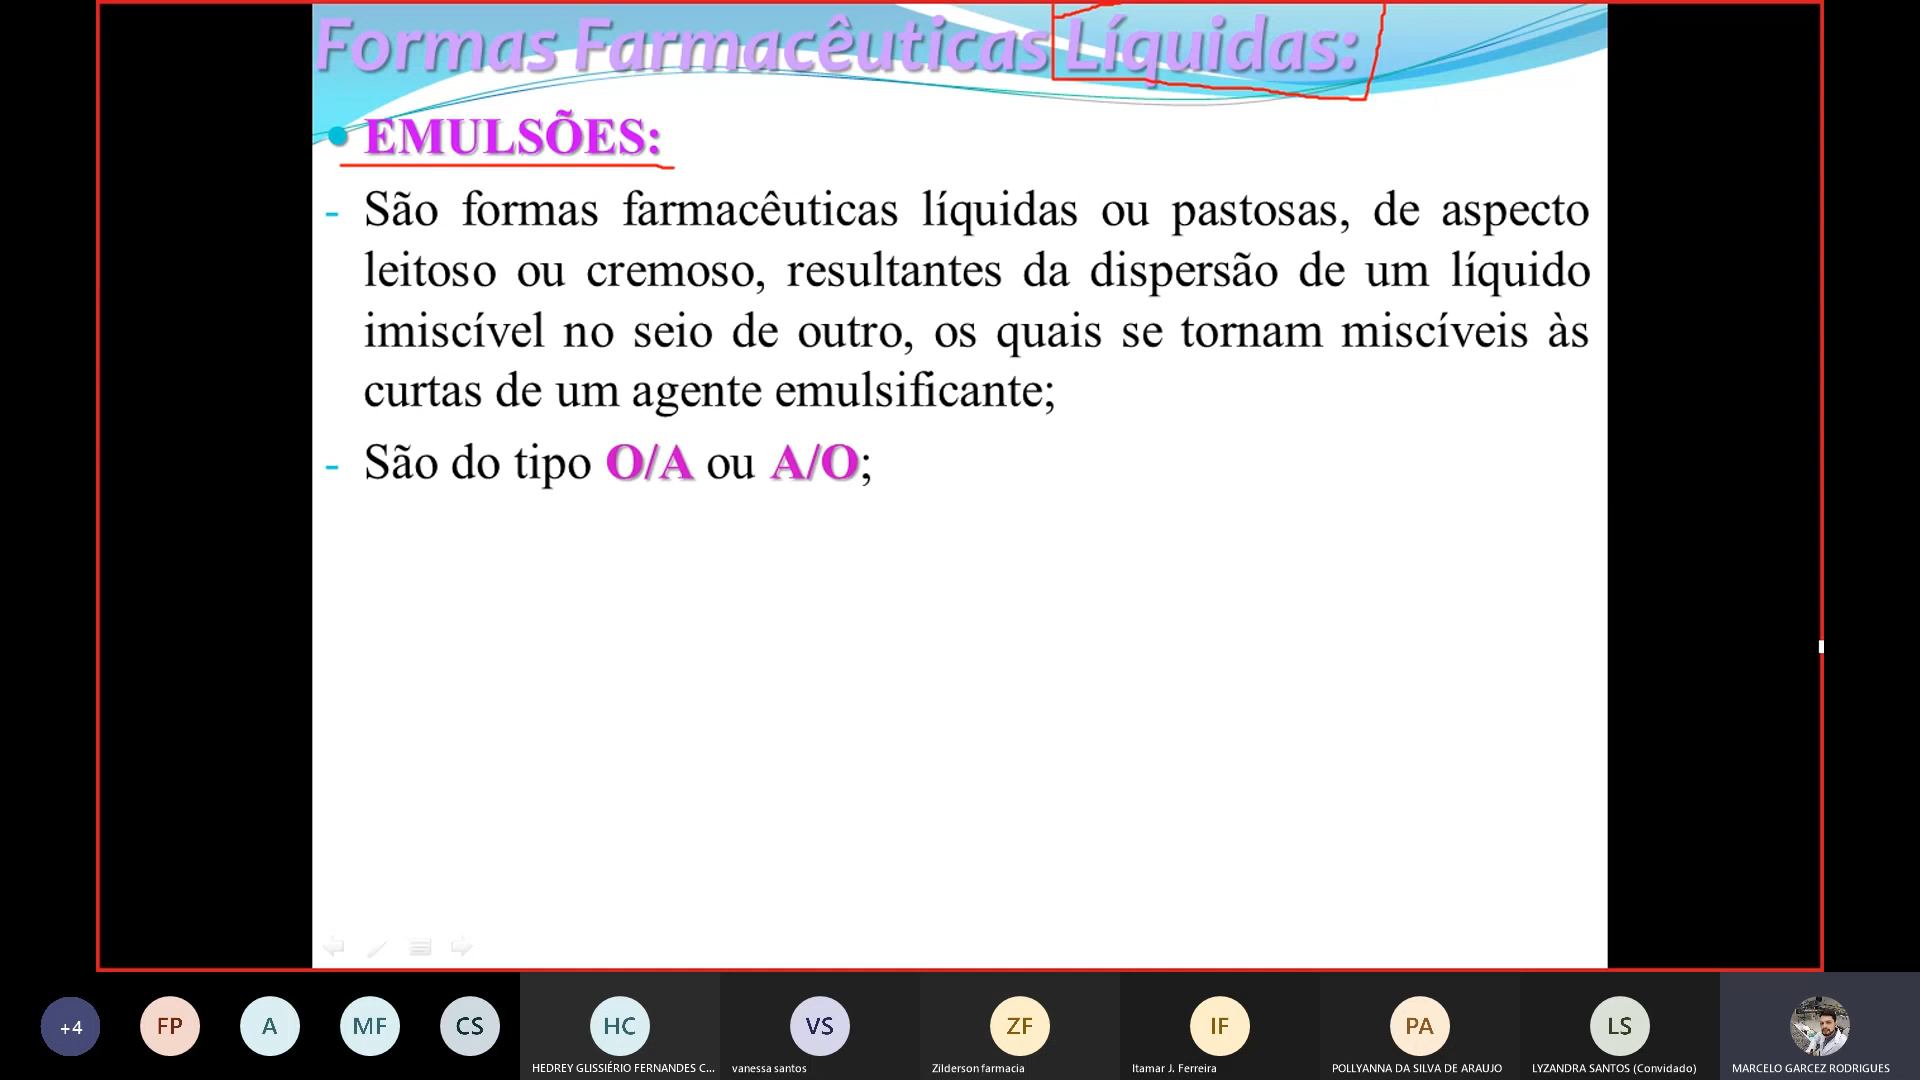 Formas Farmacêuticas Líquidas:
• EMULSÕES:
- São formas farmacêuticas líquidas ou pastosas, de aspecto
leitoso ou cremoso, resultantes da dispersão de um líquido
imiscível no seio de outro, os quais se tornam miscíveis às
curtas de um agente emulsificante;
- São do tipo O/A ou A/O;
+4
FP
A
MF
CS
HC
VS
ZF
IF
PA
LS
HEDREY GLISSIÉRIO FERNANDES C...
vanessa santos
Zilderson farmacia
Itamar J. Ferreira
POLLYANNA DA SILVA DE ARAUJO
LYZANDRA SANTOS (Convidado)
MARCELO GARCEZ RODRIGUES